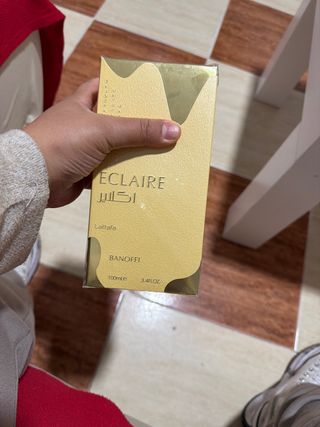 ECLAIRE
اكلير
Lattafa
BANOFFI
100ml℮ 3.4FL.OZ.